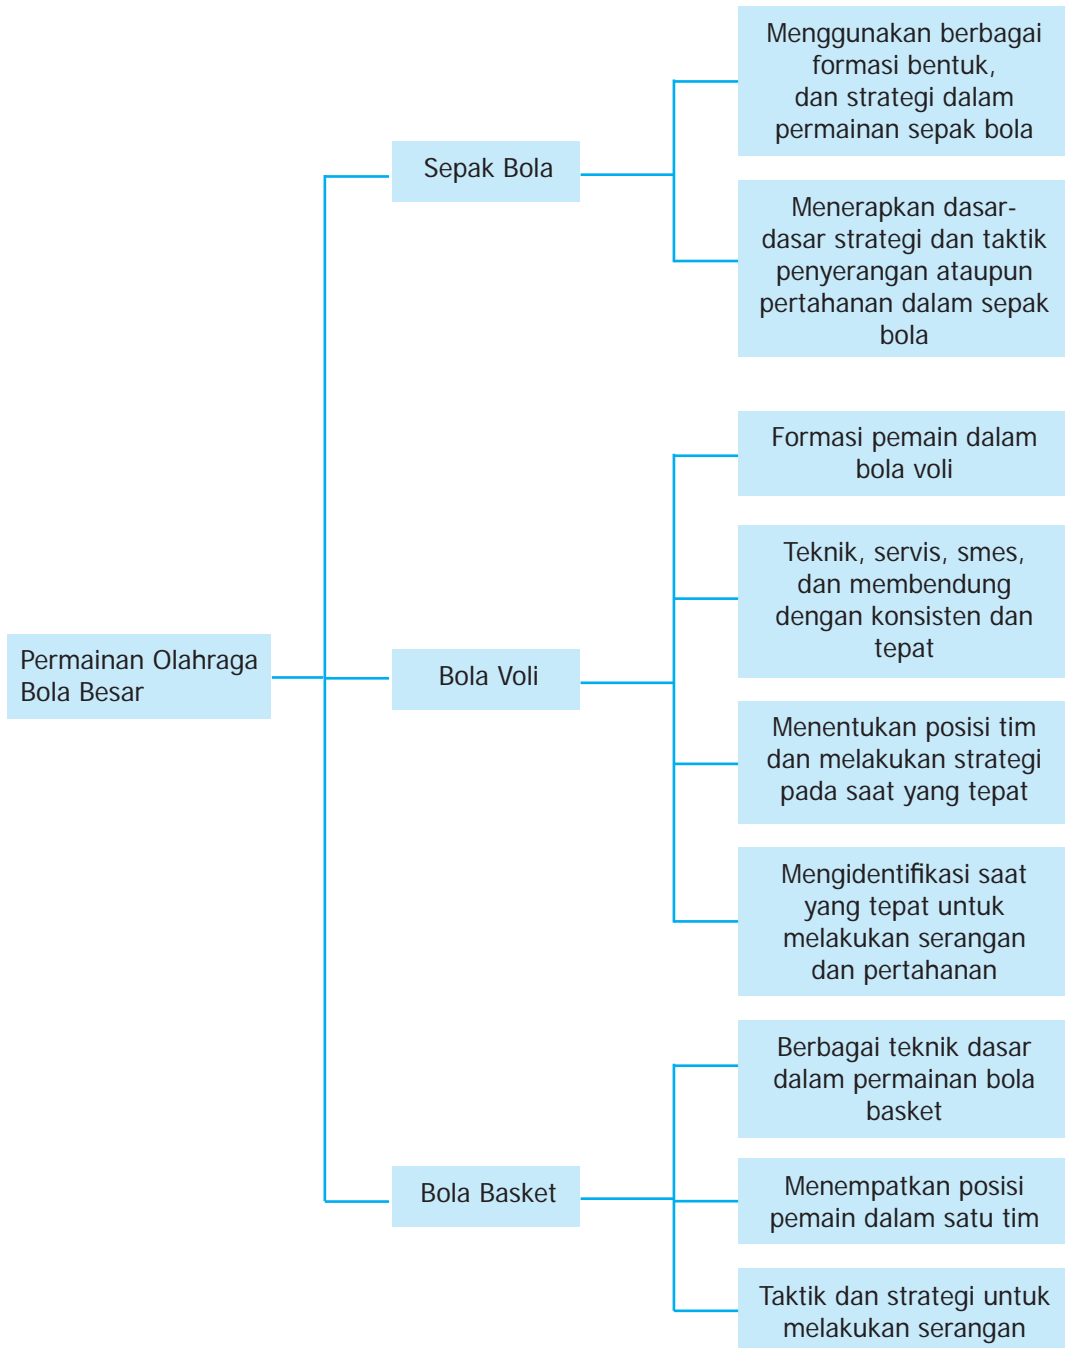 Permainan Olahraga
Bola Besar
Sepak Bola
Menggunakan berbagai
formasi bentuk,
dan strategi dalam
permainan sepak bola
Menerapkan dasar-
dasar strategi dan taktik
penyerangan ataupun
pertahanan dalam sepak
bola
Bola Voli
Formasi pemain dalam
bola voli
Teknik, servis, smes,
dan membendung
dengan konsisten dan
tepat
Menentukan posisi tim
dan melakukan strategi
pada saat yang tepat
Mengidentifikasi saat
yang tepat untuk
melakukan serangan
dan pertahanan
Bola Basket
Berbagai teknik dasar
dalam permainan bola
basket
Menempatkan posisi
pemain dalam satu tim
Taktik dan strategi untuk
melakukan serangan